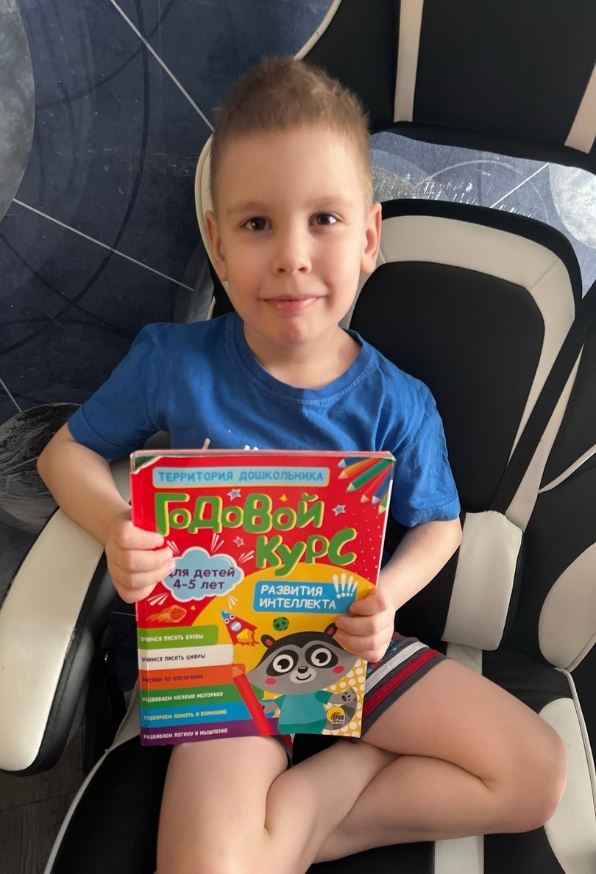 ТЕРРИТОРИЯ ДОШКОЛЬНИКА
ГОДОВОЙ
КУРС
для детей
4-5 лет
РАЗВИТИЯ
ИНТЕЛЛЕКТА
УЧИМСЯ ПИСАТЬ БУКВЫ
УЧИМСЯ ПИСАТЬ ЦИФРЫ
РИСУЕМ ПО КЛЕТОЧКАМ
РАЗВИВАЕМ МЕЛКУЮ МОТОРИКУ
ТРЕНИРУЕМ ПАМЯТЬ И ВНИМАНИЕ
РАЗВИВАЕМ ЛОГИКУ И МЫШЛЕНИЕ